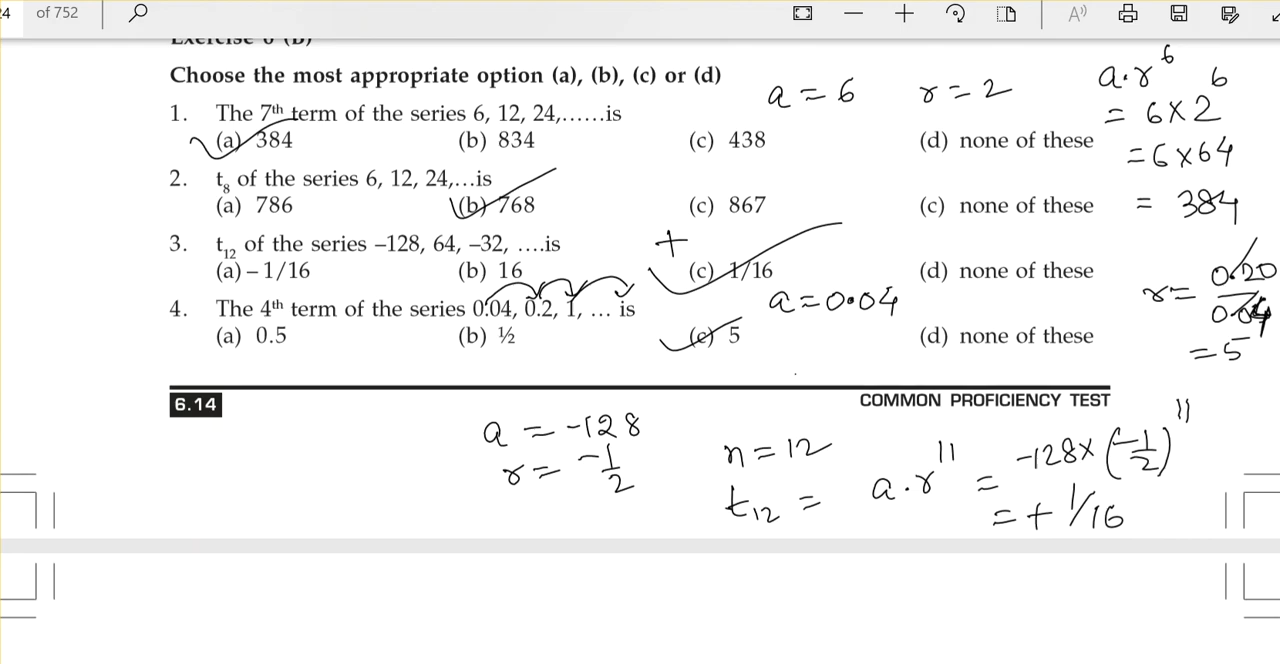 24 of 752
Exercise 6 (B)
Choose the most appropriate option (a), (b), (c) or (d)
a = 6 r = 2 a.r^6
1. The 7th term of the series 6, 12, 24,......is = 6 x 2^6
(a) 384 (b) 834 (c) 438 (d) none of these = 6 x 64
2. t8 of the series 6, 12, 24,...is
(a) 786 (b) 768 (c) 867 (c) none of these = 384
3. t12 of the series –128, 64, –32, ....is +
(a) – 1/16 (b) 16 (c) 1/16 (d) none of these r = 0.20/0.04
4. The 4th term of the series 0.04, 0.2, 1, ... is a = 0.04
(a) 0.5 (b) ½ (c) 5 (d) none of these = 5
6.14 COMMON PROFICIENCY TEST
a = -128
r = -1/2
n = 12
t12 = a.r^11 = -128 x (-1/2)^11
= + 1/16